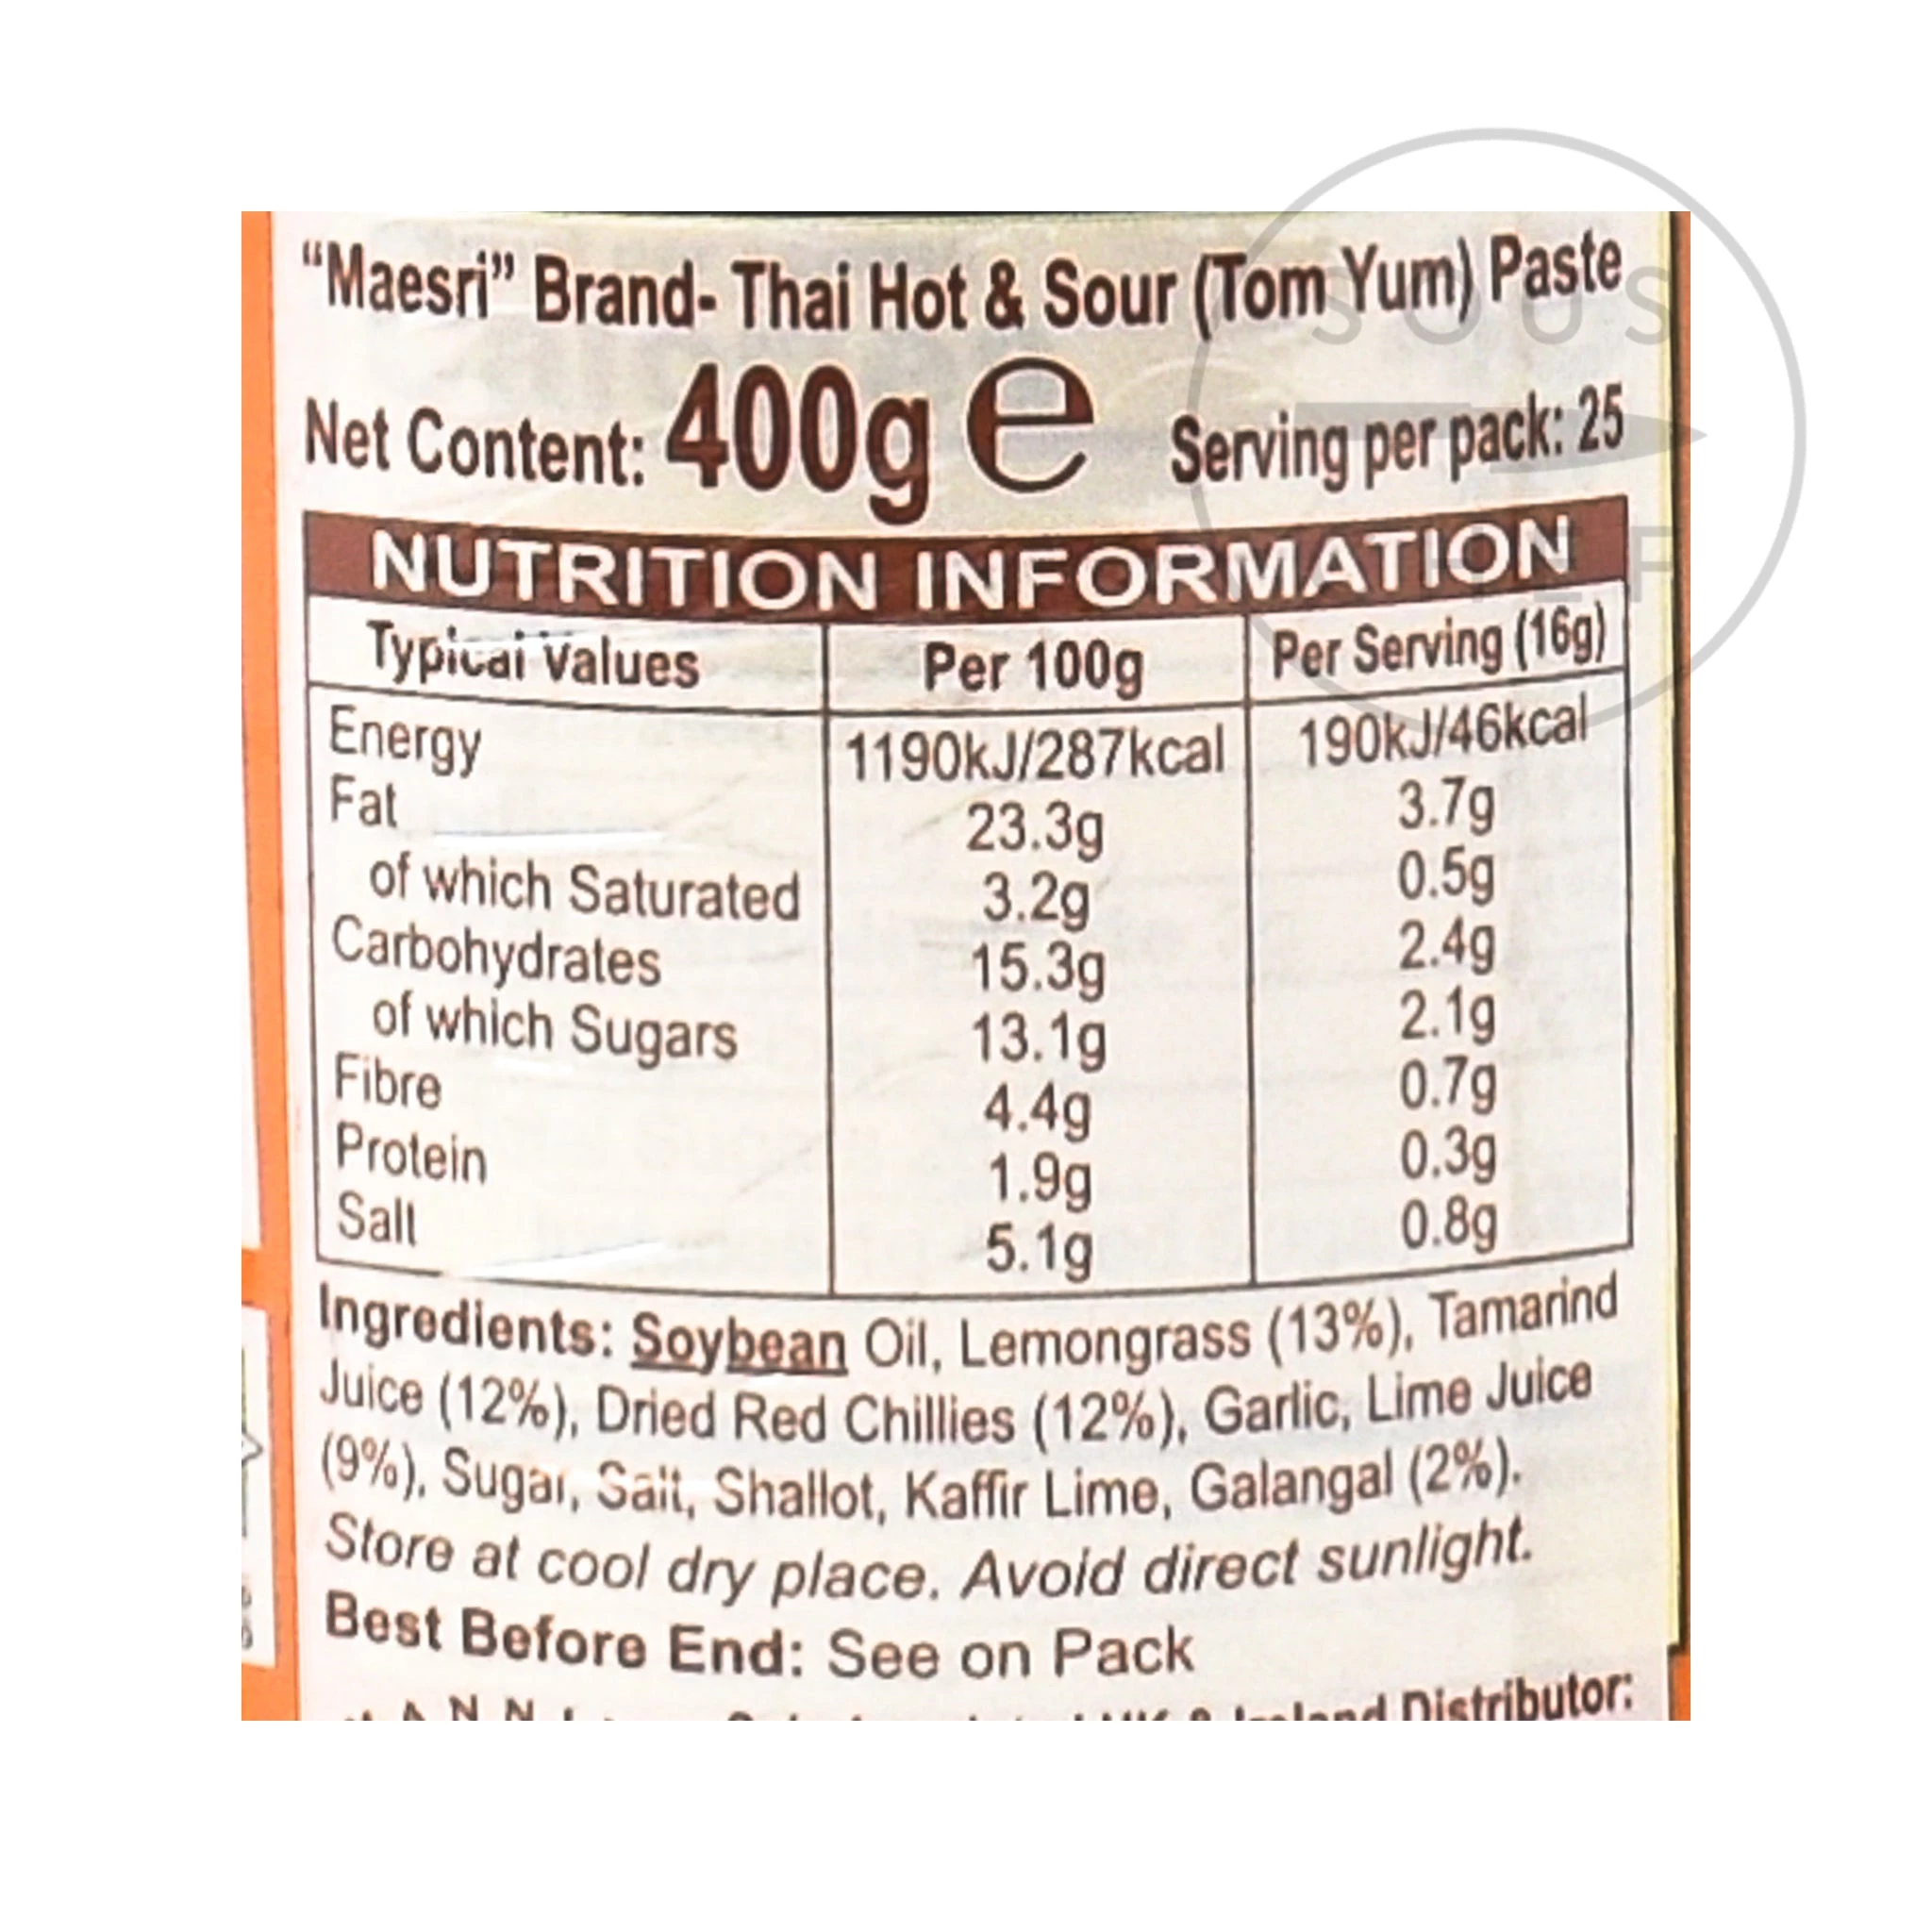 "Maesri" Brand- Thai Hot & Sour (Tom Yum) Paste
Net Content: 400g e Serving per pack: 25
NUTRITION INFORMATION
Typical Values Per 100g Per Serving (16g)
Energy 1190kJ/287kcal 190kJ/46kcal
Fat 23.3g 3.7g
of which Saturated 3.2g 0.5g
Carbohydrates 15.3g 2.4g
of which Sugars 13.1g 2.1g
Fibre 4.4g 0.7g
Protein 1.9g 0.3g
Salt 5.1g 0.8g
Ingredients: Soybean Oil, Lemongrass (13%), Tamarind
Juice (12%), Dried Red Chillies (12%), Garlic, Lime Juice
(9%), Sugar, Salt, Shallot, Kaffir Lime, Galangal (2%).
Store at cool dry place. Avoid direct sunlight.
Best Before End: See on Pack
UK & Ireland Distributor:
SOUS